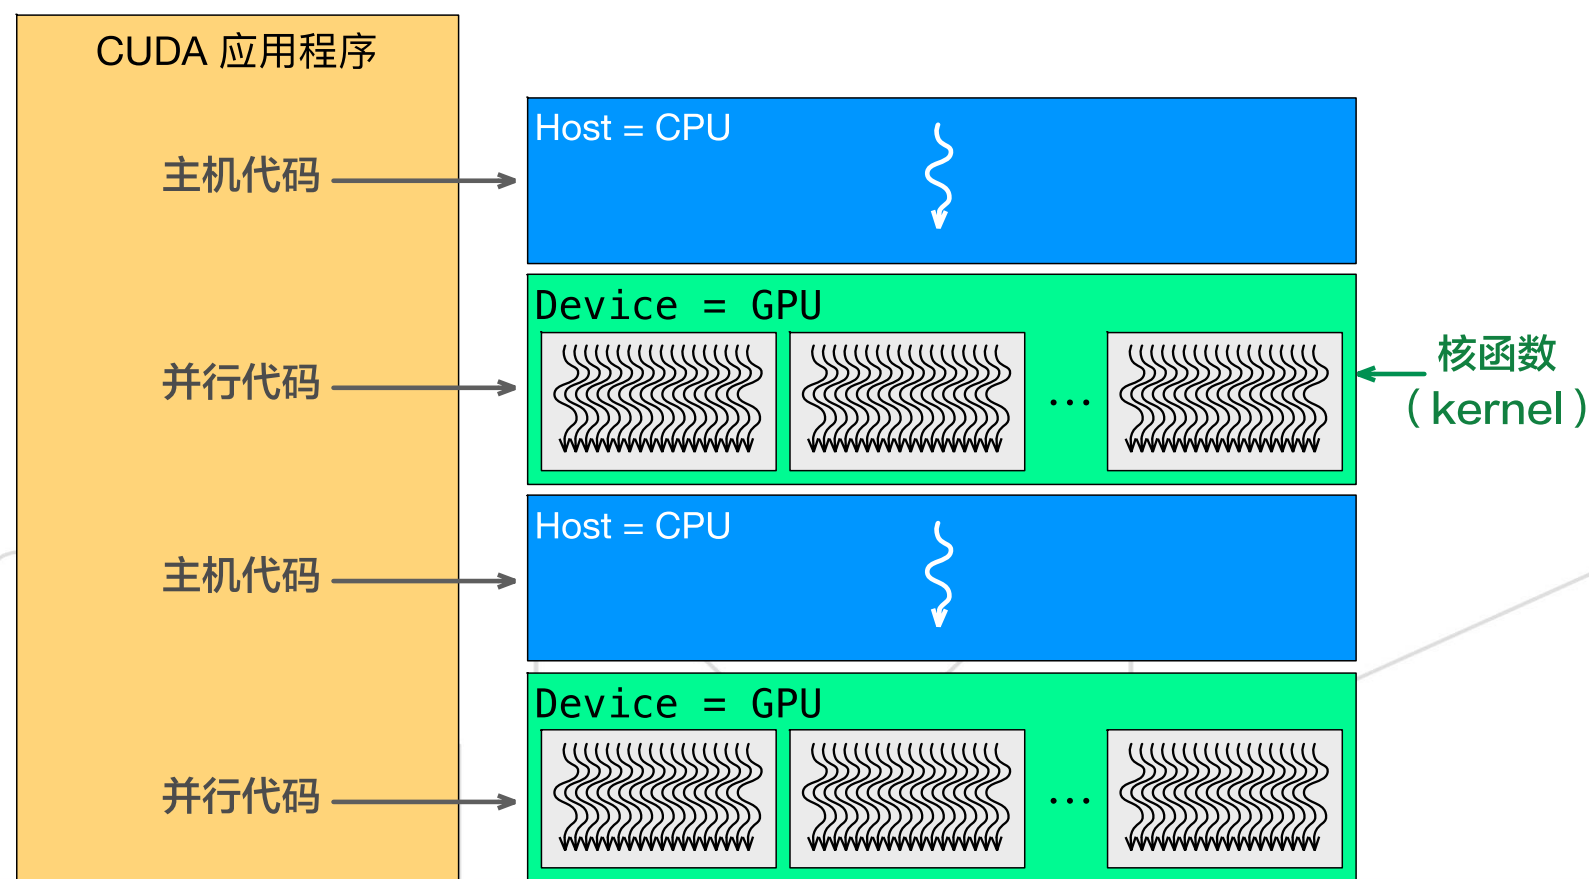 CUDA 应用程序
Host = CPU
主机代码
Device = GPU
并行代码
...
核函数
（kernel）
Host = CPU
主机代码
Device = GPU
并行代码
...